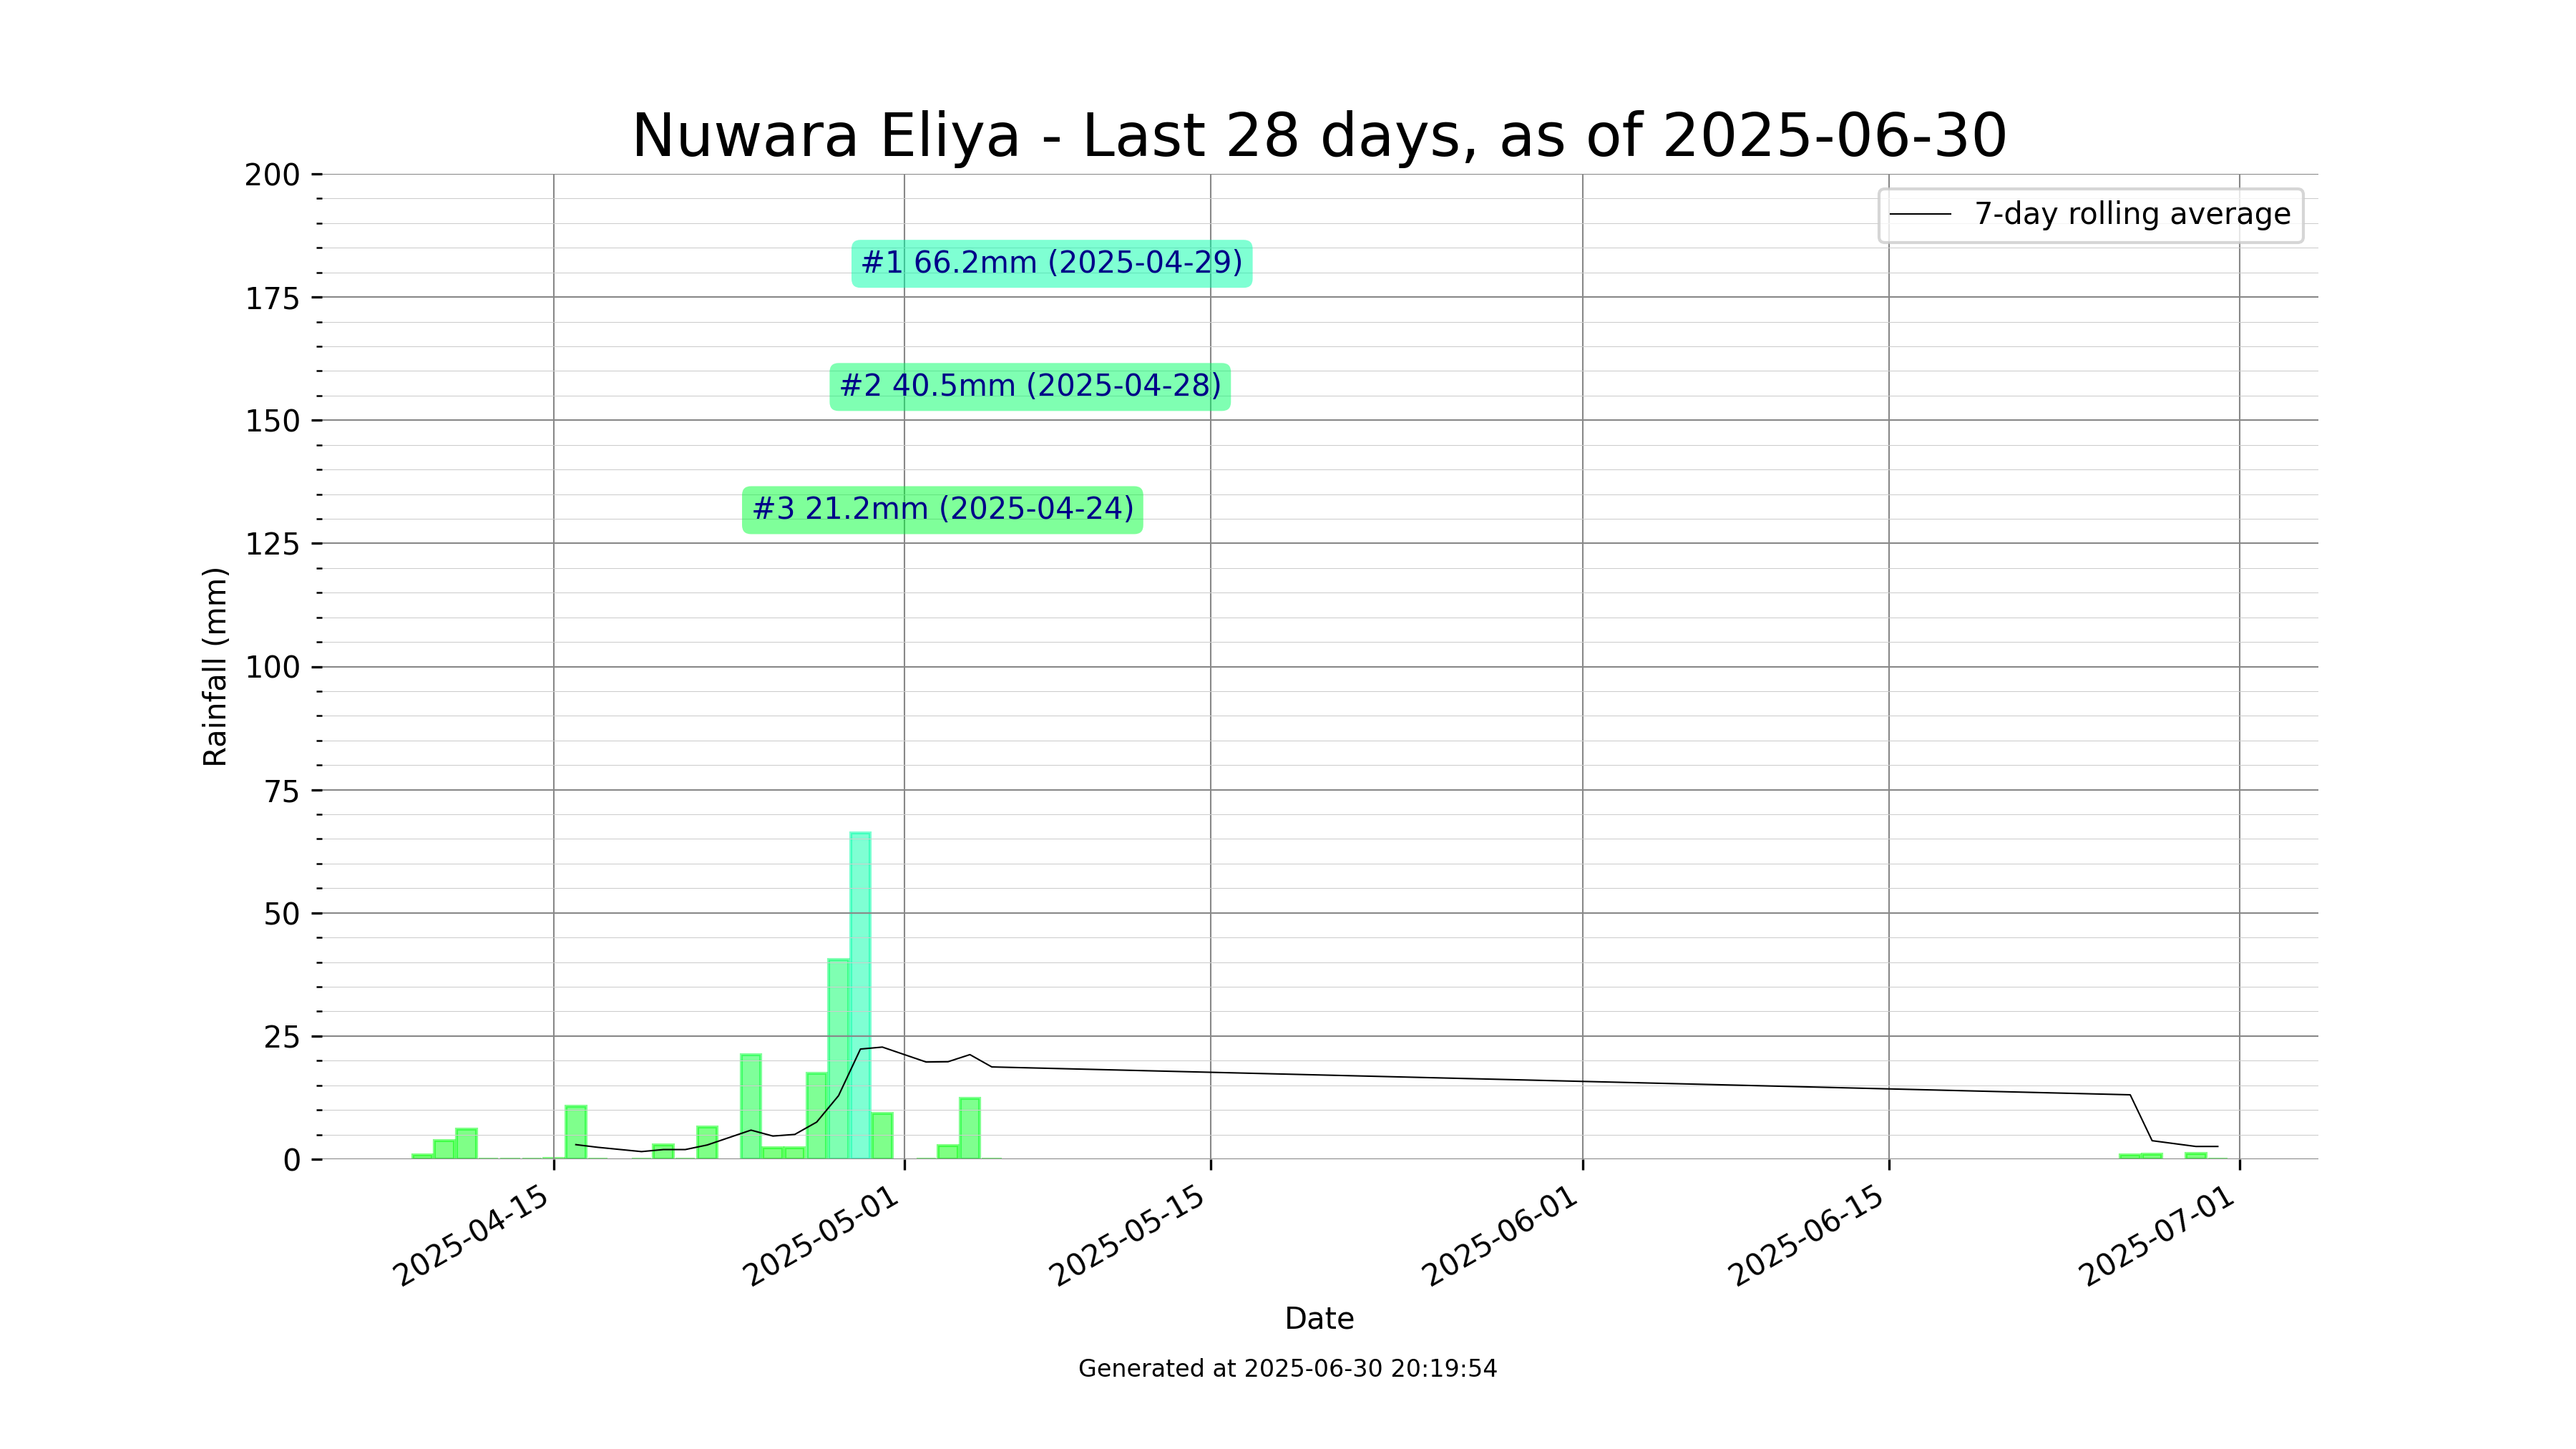 Nuwara Eliya - Last 28 days, as of 2025-06-30
200
175
150
125
100
75
50
25
0
Rainfall (mm)
7-day rolling average
#1 66.2mm (2025-04-29)
#2 40.5mm (2025-04-28)
#3 21.2mm (2025-04-24)
2025-04-15
2025-05-01
2025-05-15
2025-06-01
2025-06-15
2025-07-01
Date
Generated at 2025-06-30 20:19:54